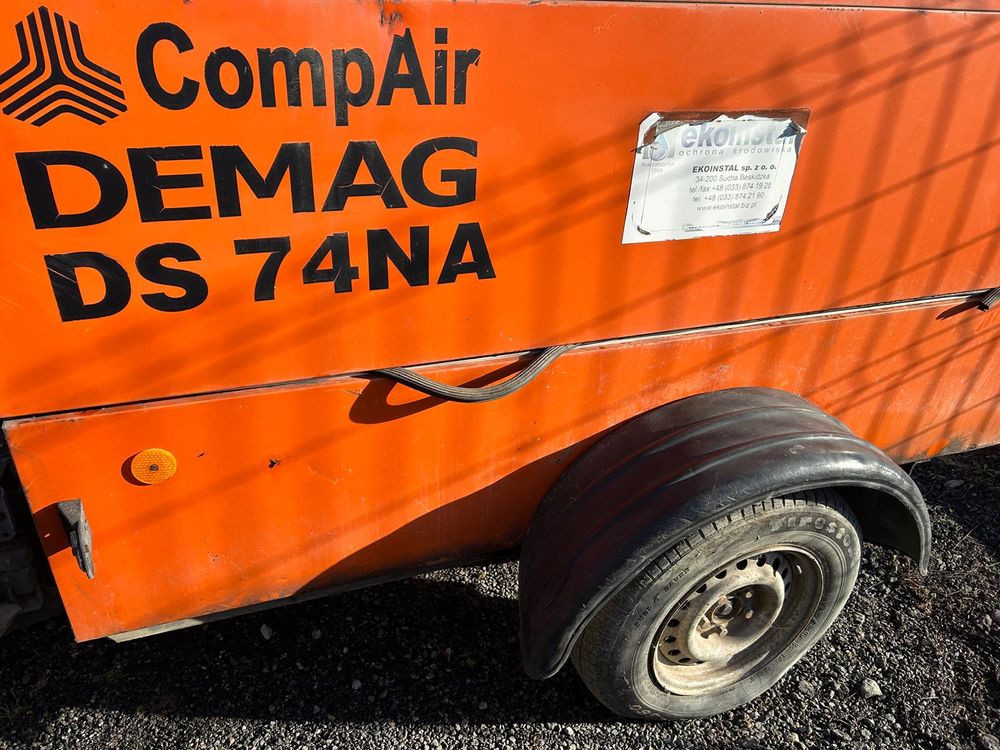 CompAir
DEMAG
DS 74NA
ekoinstal
ochrona środowiska
EKOINSTAL sp. z o. o.
34-200 Sucha Beskidzka
tel./fax +48 (033) 874 19 28
tel. +48 (033) 874 21 90
www.ekoinstal.biz.pl
Firestone